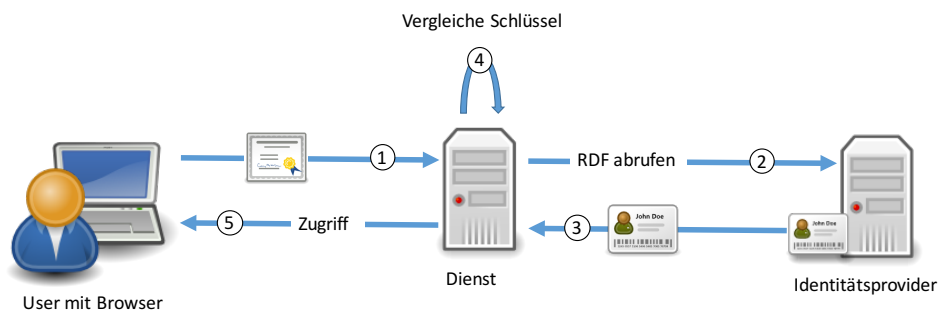 Vergleiche Schlüssel
4
1
RDF abrufen
2
5
Zugriff
3
John Doe
John Doe
Dienst
Identitätsprovider
User mit Browser